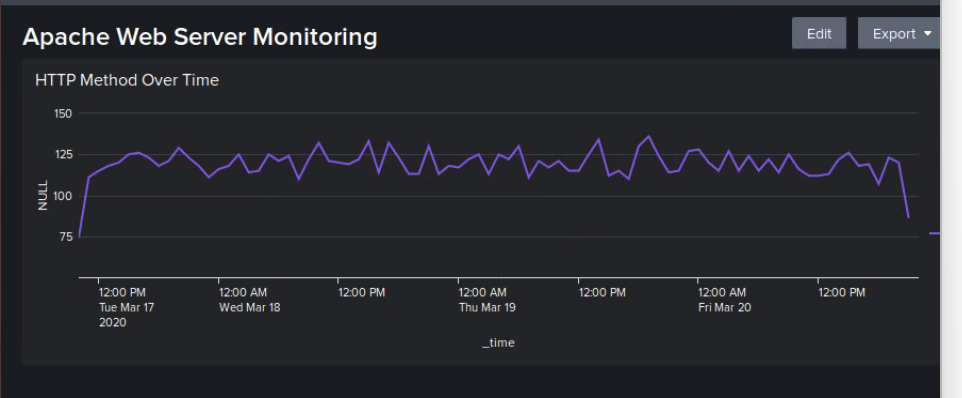 Apache Web Server Monitoring
Edit
Export
HTTP Method Over Time
150
125
100
75
NULL
12:00 PM
Tue Mar 17
2020
12:00 AM
Wed Mar 18
12:00 PM
12:00 AM
Thu Mar 19
12:00 PM
12:00 AM
Fri Mar 20
12:00 PM
_time